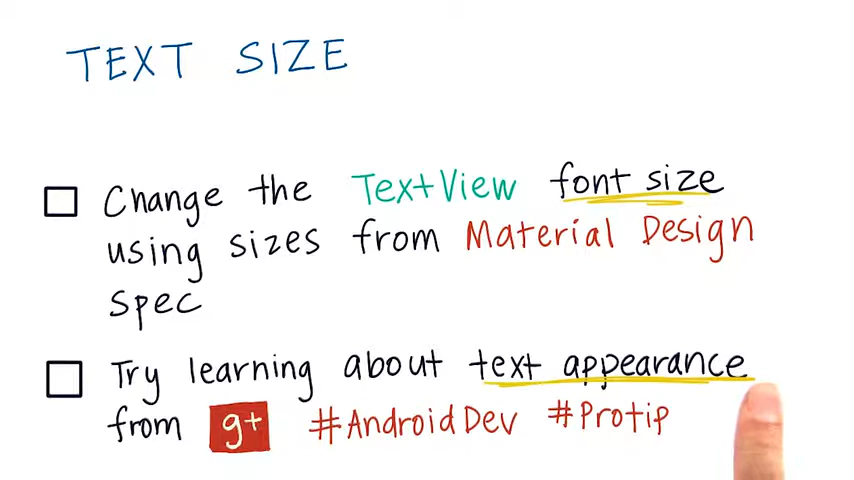 TEXT SIZE
Change the TextView font size
using sizes from Material Design
spec
Try learning about text appearance
from g+ #AndroidDev #Protip